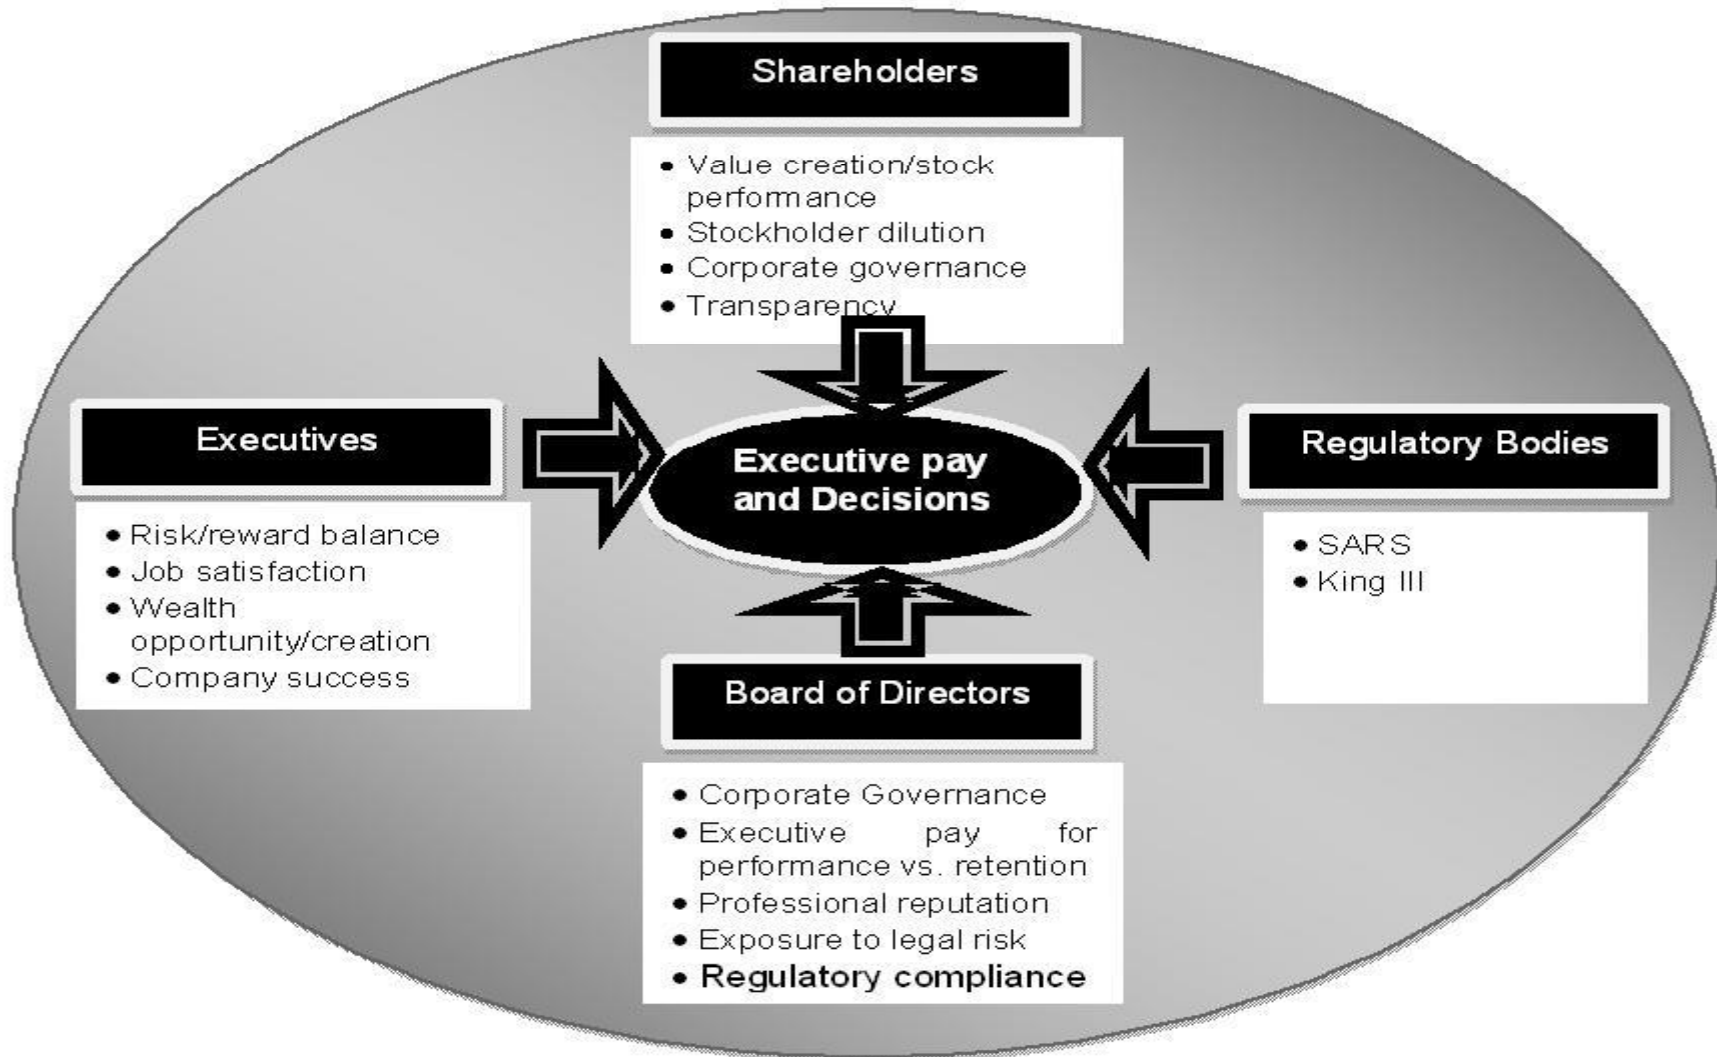 Shareholders
• Value creation/stock
performance
• Stockholder dilution
• Corporate governance
• Transparency
Executives
• Risk/reward balance
• Job satisfaction
• Wealth
opportunity/creation
• Company success
Executive pay
and Decisions
Regulatory Bodies
• SARS
• King III
Board of Directors
• Corporate Governance
• Executive pay for
performance vs. retention
• Professional reputation
• Exposure to legal risk
• Regulatory compliance